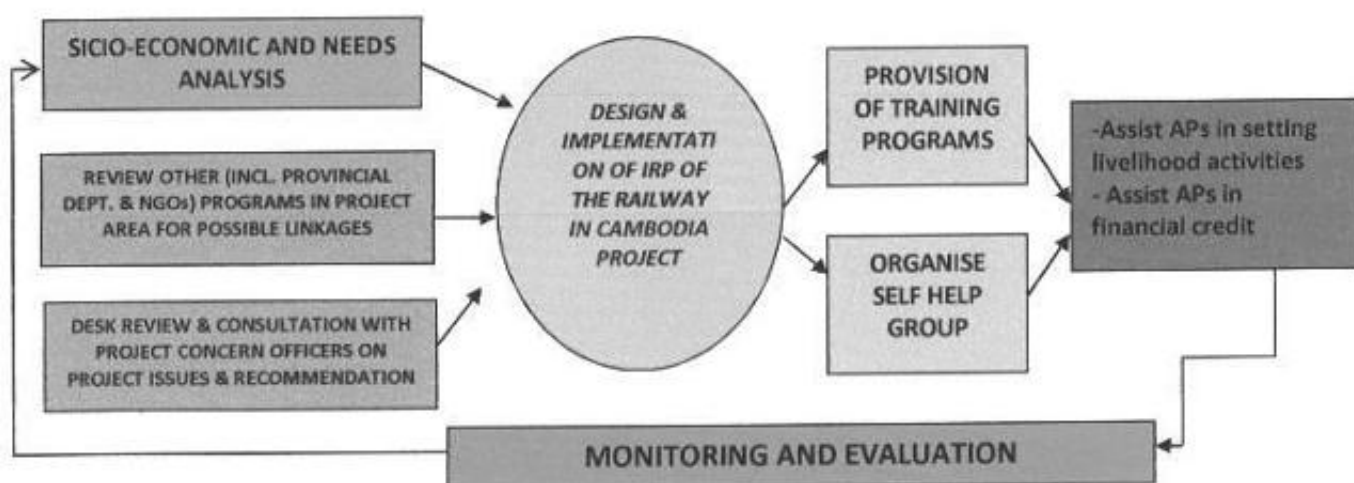 SICIO-ECONOMIC AND NEEDS
ANALYSIS
REVIEW OTHER (INCL. PROVINCIAL
DEPT. & NGOs) PROGRAMS IN PROJECT
AREA FOR POSSIBLE LINKAGES
DESK REVIEW & CONSULTATION WITH
PROJECT CONCERN OFFICERS ON
PROJECT ISSUES & RECOMMENDATION
DESIGN &
IMPLEMENTATI
ON OF IRP OF
THE RAILWAY
IN CAMBODIA
PROJECT
PROVISION
OF TRAINING
PROGRAMS
ORGANISE
SELF HELP
GROUP
-Assist APs in setting
livelihood activities
- Assist APs in
financial credit
MONITORING AND EVALUATION